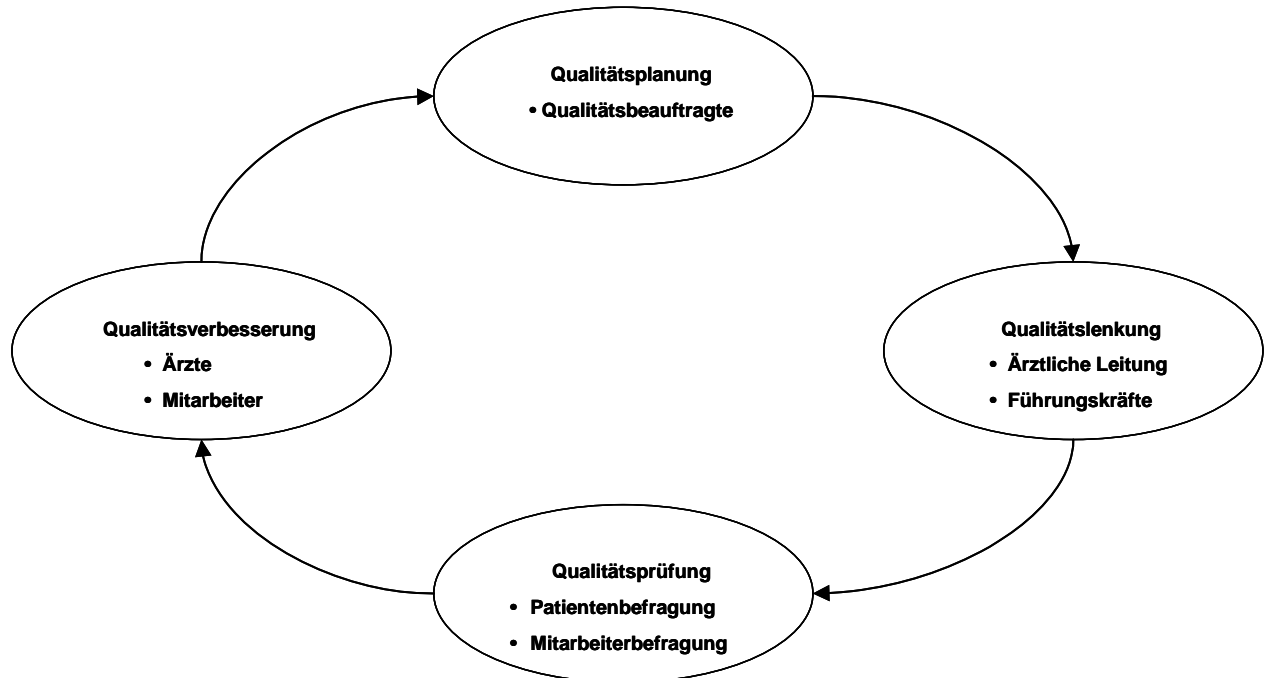 Qualitätsplanung
• Qualitätsbeauftragte
Qualitätsverbesserung
• Ärzte
• Mitarbeiter
Qualitätslenkung
• Ärztliche Leitung
• Führungskräfte
Qualitätsprüfung
• Patientenbefragung
• Mitarbeiterbefragung